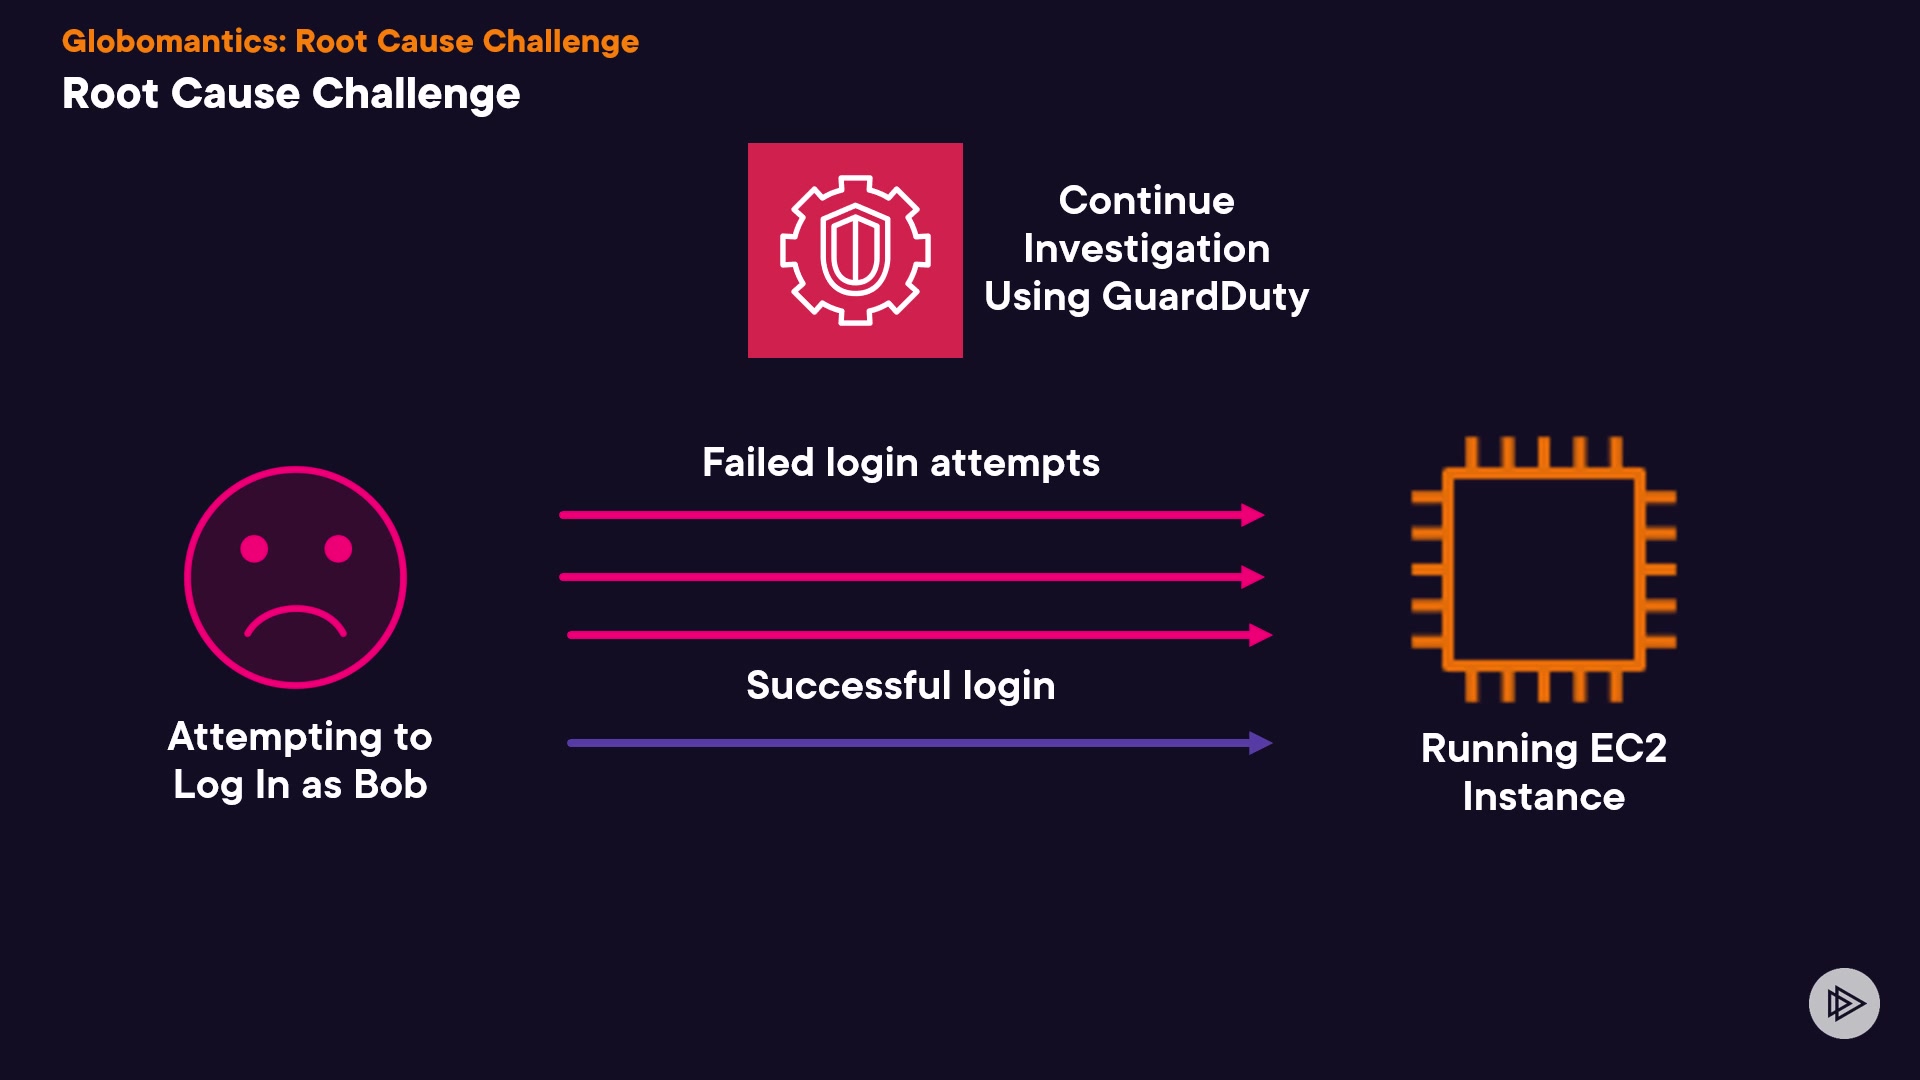 Globomantics: Root Cause Challenge
Root Cause Challenge
Continue
Investigation
Using GuardDuty
Failed login attempts
Successful login
Attempting to
Log In as Bob
Running EC2
Instance